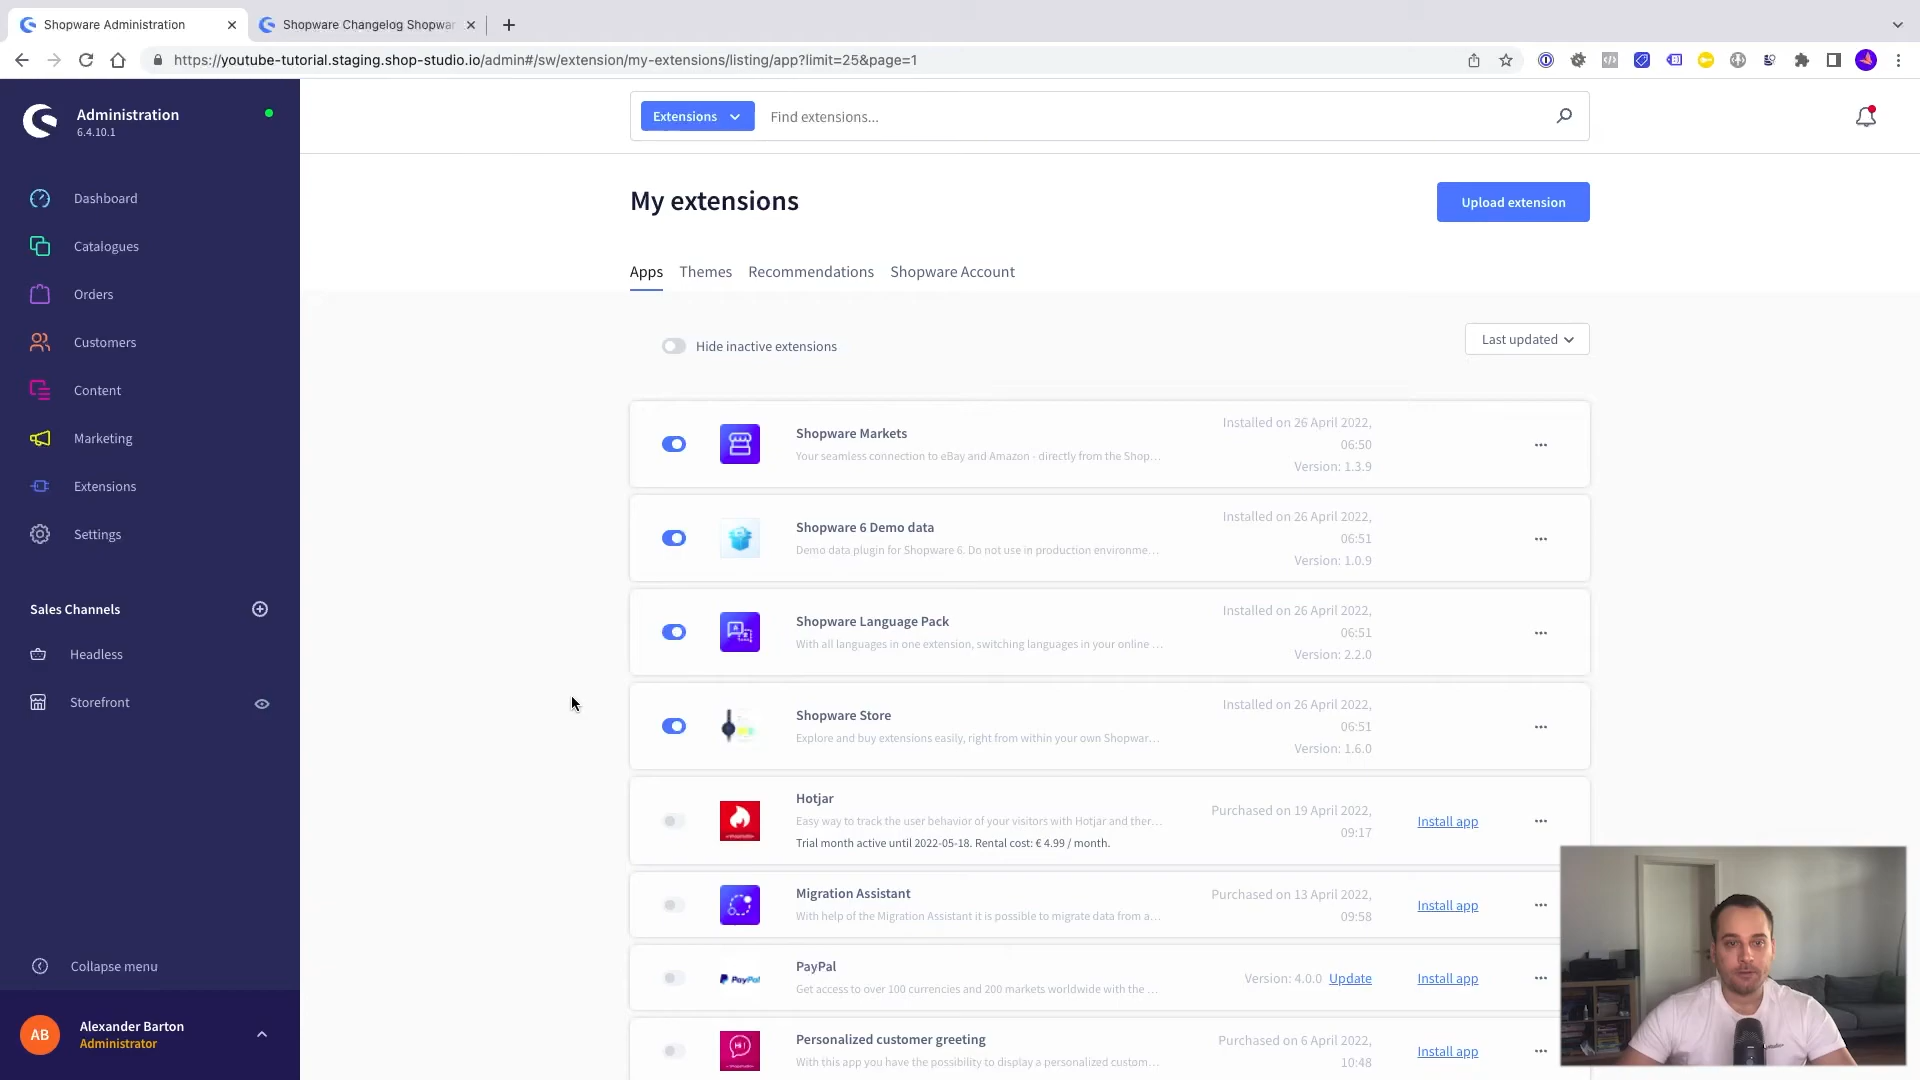 Shopware Administration
Shopware Changelog Shopwar
https://youtube-tutorial.staging.shop-studio.io/admin#/sw/extension/my-extensions/listing/app?limit=25&page=1
Administration
6.4.10.1
Dashboard
Catalogues
Orders
Customers
Content
Marketing
Extensions
Settings
Sales Channels
Headless
Storefront
Collapse menu
AB
Alexander Barton
Administrator
Extensions
Find extensions...
My extensions
Upload extension
Apps Themes Recommendations Shopware Account
Hide inactive extensions
Last updated
Shopware Markets
Your seamless connection to eBay and Amazon - directly from the Shop...
Installed on 26 April 2022,
06:50
Version: 1.3.9
Shopware 6 Demo data
Demo data plugin for Shopware 6. Do not use in production environme...
Installed on 26 April 2022,
06:51
Version: 1.0.9
Shopware Language Pack
With all languages in one extension, switching languages in your online ...
Installed on 26 April 2022,
06:51
Version: 2.2.0
Shopware Store
Explore and buy extensions easily, right from within your own Shopwar...
Installed on 26 April 2022,
06:51
Version: 1.6.0
Hotjar
Easy way to track the user behavior of your visitors with Hotjar and ther...
Trial month active until 2022-05-18. Rental cost: € 4.99 / month.
Purchased on 19 April 2022,
09:17
Install app
Migration Assistant
With help of the Migration Assistant it is possible to migrate data from a...
Purchased on 13 April 2022,
09:58
Install app
PayPal
PayPal
Get access to over 100 currencies and 200 markets worldwide with the ...
Version: 4.0.0 Update
Install app
Hi!
Personalized customer greeting
With this app you have the possibility to display a personalized custom...
Purchased on 6 April 2022,
10:48
Install app